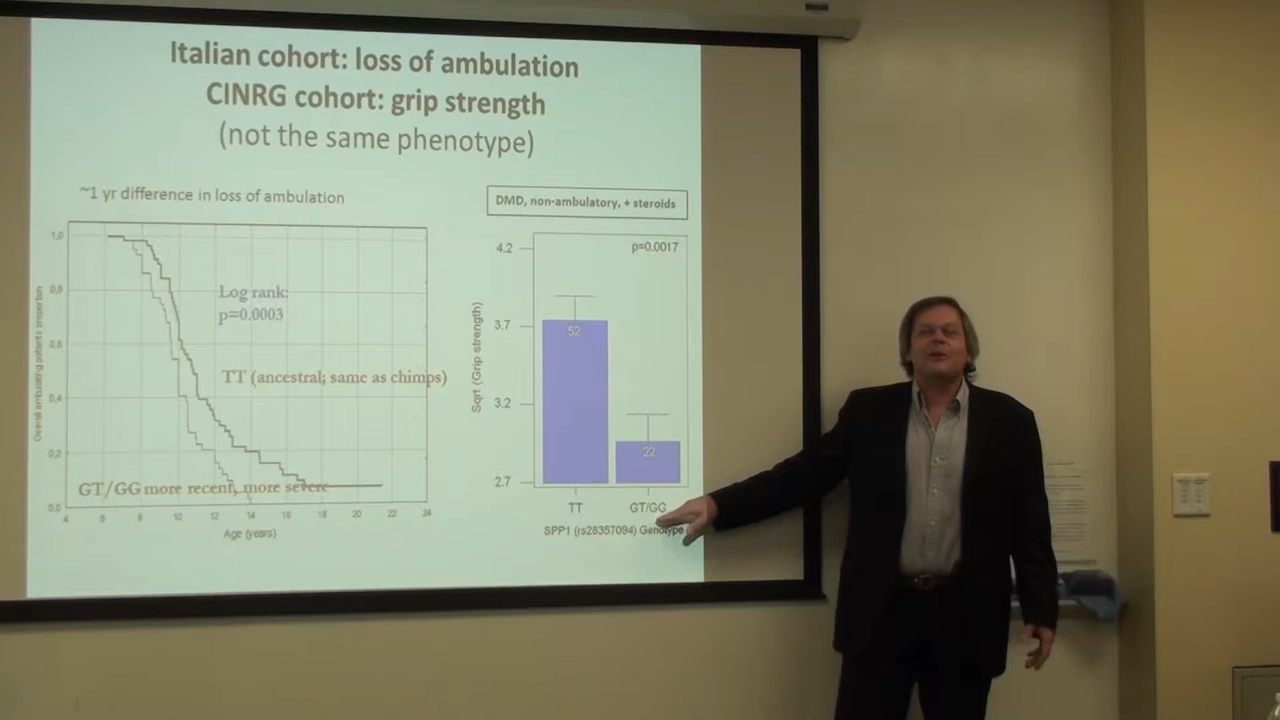 Italian cohort: loss of ambulation
CINRG cohort: grip strength
(not the same phenotype)
~1 yr difference in loss of ambulation
1,0
0,8
0,6
0,4
0,2
0,0
Overall ambulating patients proportion
Log rank:
p=0.0003
TT (ancestral; same as chimps)
GT/GG more recent, more severe
4
6
8
10
12
14
16
18
20
22
24
Age (years)
DMD, non-ambulatory, + steroids
p=0.0017
4.2
3.7
3.2
2.7
Sqrt (Grip strength)
52
22
TT
GT/GG
SPP1 (rs28357094) Genotype